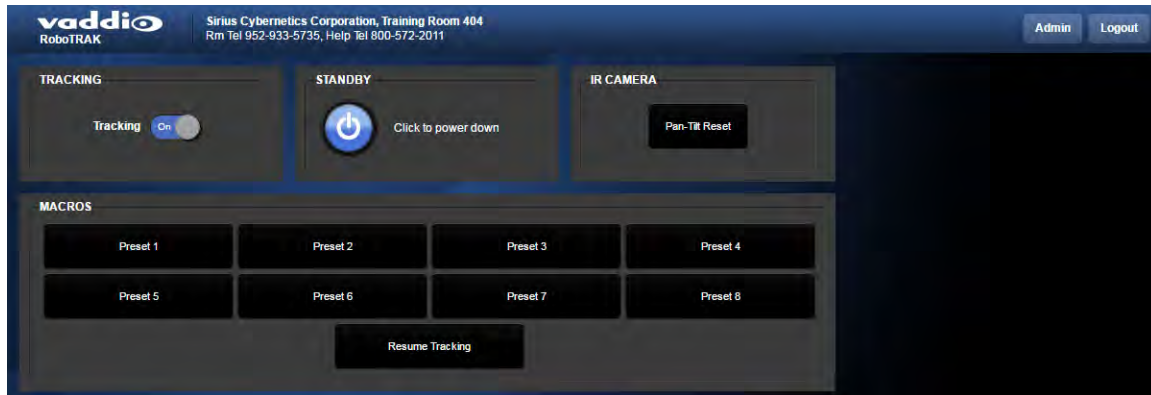 vaddio
RoboTRAK
Sirius Cybernetics Corporation, Training Room 404
Rm Tel 952-933-5735, Help Tel 800-572-2011
Admin Logout
TRACKING
Tracking On
STANDBY
Click to power down
IR CAMERA
Pan-Tilt Reset
MACROS
Preset 1 Preset 2 Preset 3 Preset 4
Preset 5 Preset 6 Preset 7 Preset 8
Resume Tracking